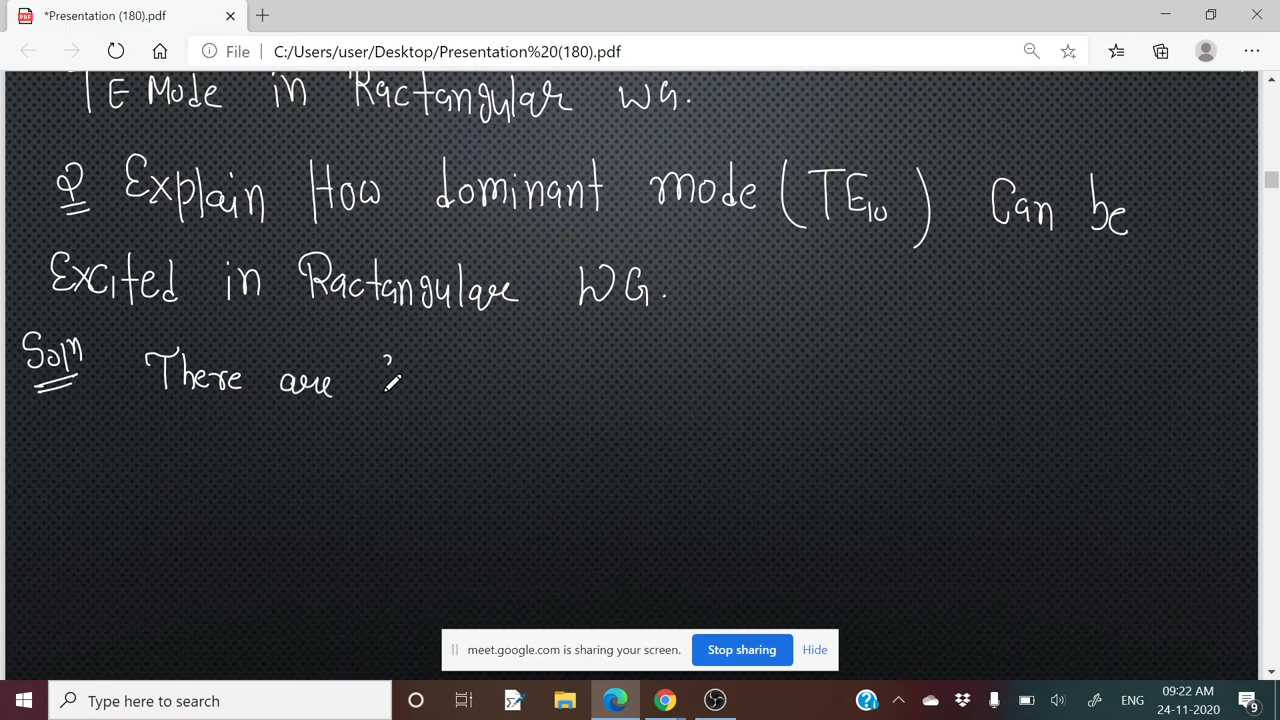 *Presentation (180).pdf
File C:/Users/user/Desktop/Presentation%20(180).pdf
TE Mode in Ractangular WG.
Q Explain How dominant mode (TE10) Can be
Excited in Ractangular WG.
Soln There are
meet.google.com is sharing your screen. Stop sharing Hide
Type here to search
ENG
09:22 AM
24-11-2020
9